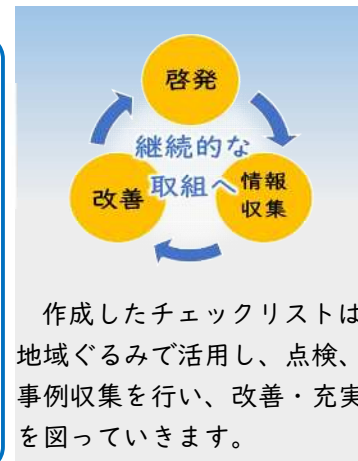 啓発
継続的な
取組へ
情報
収集
改善
作成したチェックリストは
地域ぐるみで活用し、点検、
事例収集を行い、改善・充実
を図っていきます。